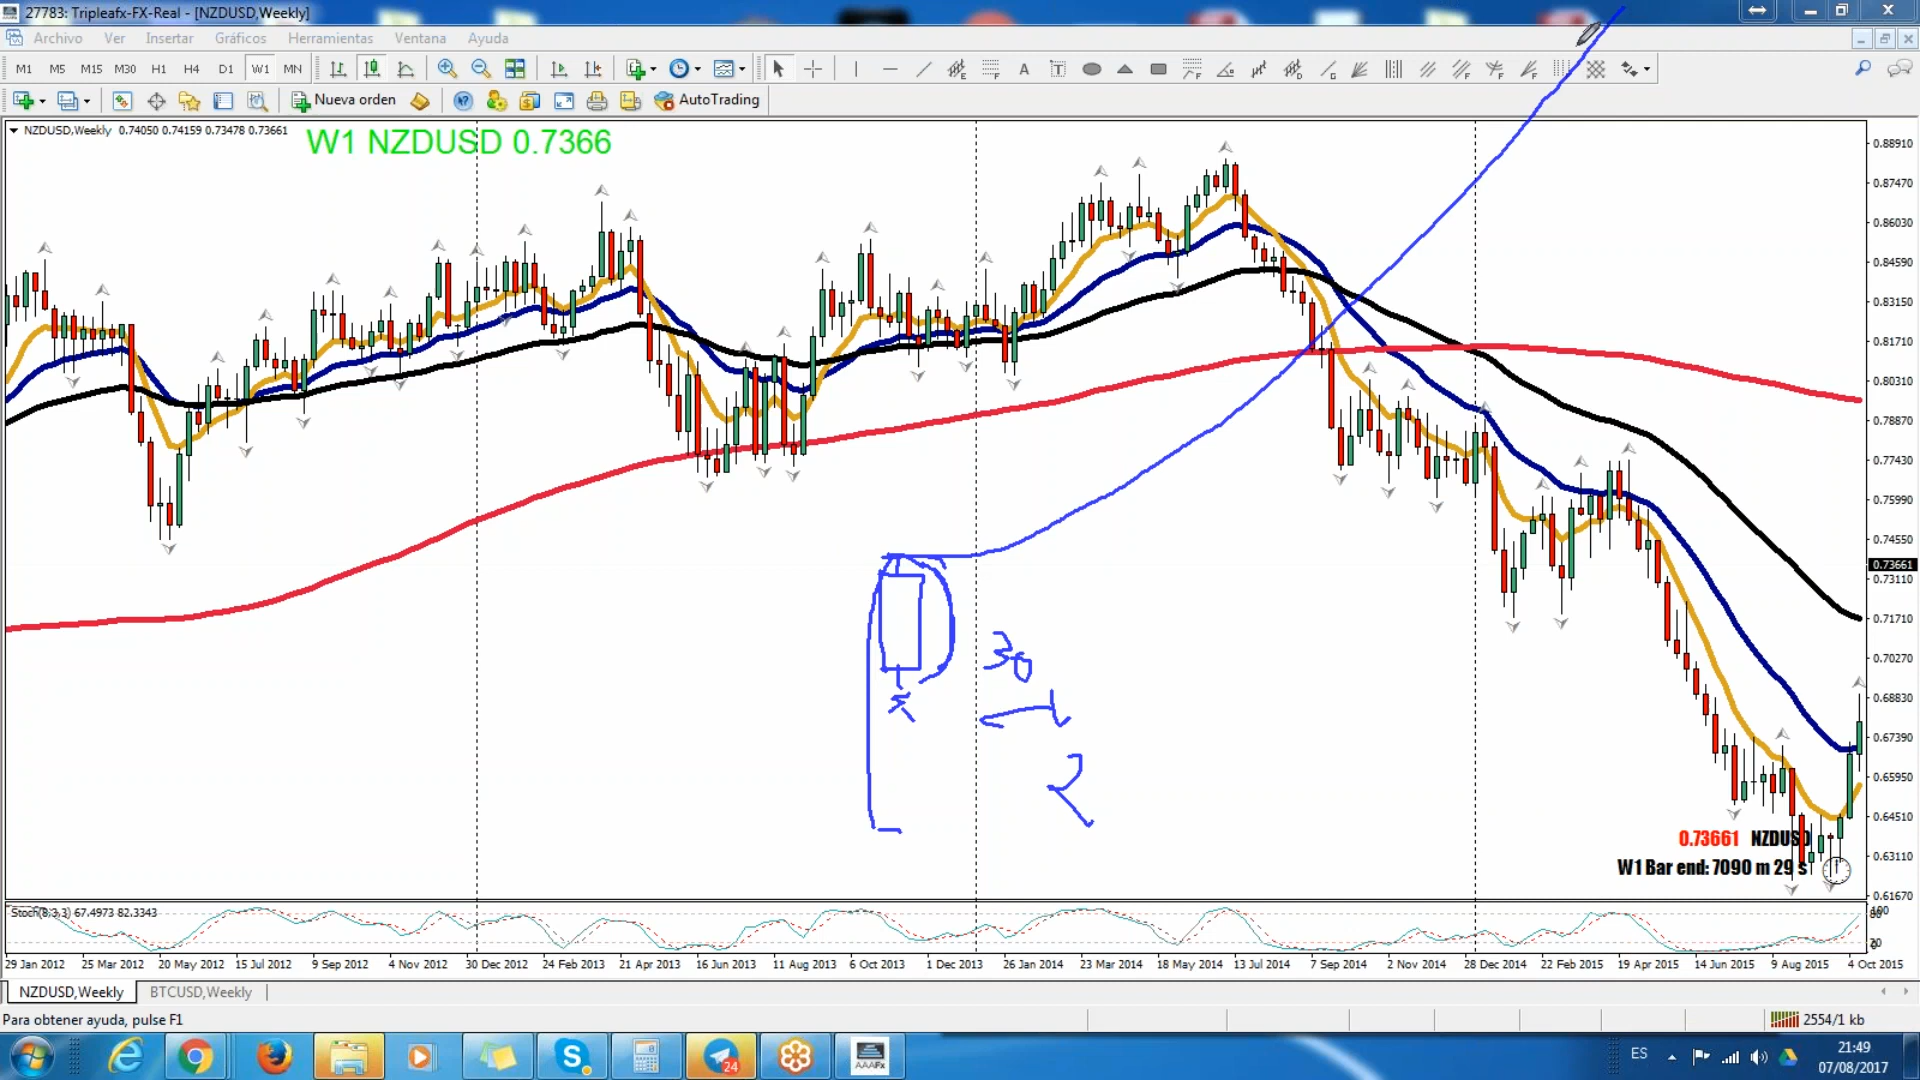 27783: Tripleafx-FX-Real - [NZDUSD,Weekly]
Archivo Ver Insertar Gráficos Herramientas Ventana Ayuda
M1 M5 M15 M30 H1 H4 D1 W1 MN
Nueva orden AutoTrading
NZDUSD,Weekly 0.74050 0.74159 0.73478 0.73661
W1 NZDUSD 0.7366
0.88910
0.87470
0.86030
0.84590
0.83150
0.81710
0.80310
0.78870
0.77430
0.75990
0.74550
0.73661
0.73110
0.71710
0.70270
0.68830
0.67390
0.65950
0.64510
0.63110
0.61670
30
2
0.73661 NZDUSD
W1 Bar end: 7090 m 29 s
Stoch(8,3,3) 67.4973 82.3343
100
80
20
29 Jan 2012 25 Mar 2012 20 May 2012 15 Jul 2012 9 Sep 2012 4 Nov 2012 30 Dec 2012 24 Feb 2013 21 Apr 2013 16 Jun 2013 11 Aug 2013 6 Oct 2013 1 Dec 2013 26 Jan 2014 23 Mar 2014 18 May 2014 13 Jul 2014 7 Sep 2014 2 Nov 2014 28 Dec 2014 22 Feb 2015 19 Apr 2015 14 Jun 2015 9 Aug 2015 4 Oct 2015
NZDUSD,Weekly BTCUSD,Weekly
Para obtener ayuda, pulse F1
2554/1 kb
24
AAAFx
ES
21:49
07/08/2017